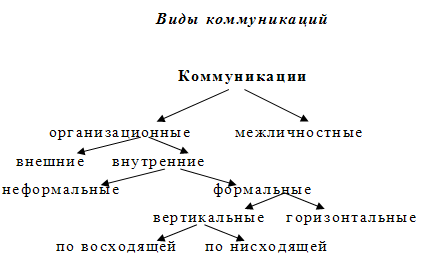 Виды коммуникаций
Коммуникации
организационные межличностные
внешние внутренние
неформальные формальные
вертикальные горизонтальные
по восходящей по нисходящей